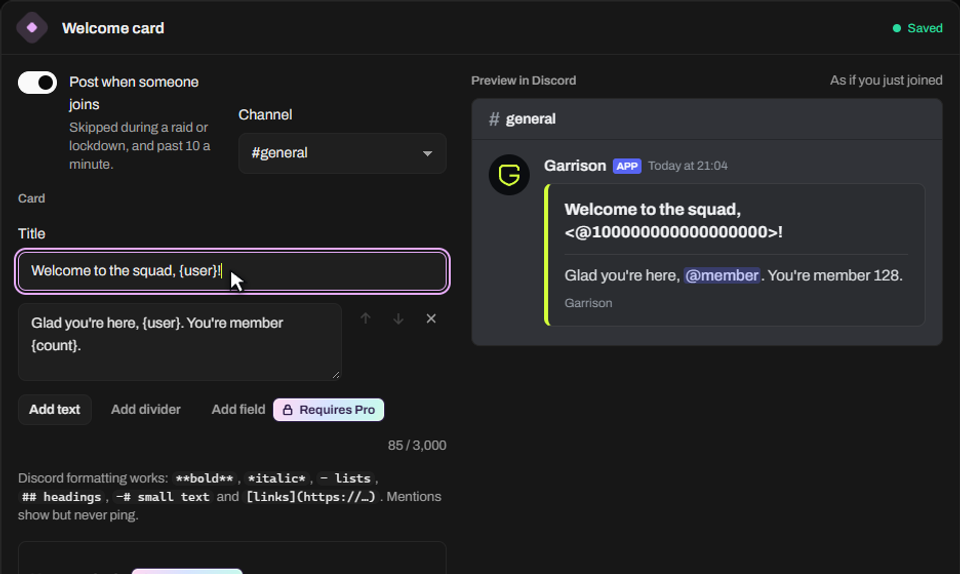 Welcome card
Saved
Post when someone
joins
Skipped during a raid or
lockdown, and past 10 a
minute.
Channel
#general
Card
Title
Welcome to the squad, {user}!
Glad you're here, {user}. You're member
{count}.
Add text
Add divider
Add field
Requires Pro
85 / 3,000
Discord formatting works: **bold**, *italic*, - lists,
## headings, -# small text and [links](https://…). Mentions
show but never ping.
Preview in Discord
As if you just joined
# general
Garrison APP Today at 21:04
Welcome to the squad,
<@100000000000000000>!
Glad you're here, @member. You're member 128.
Garrison